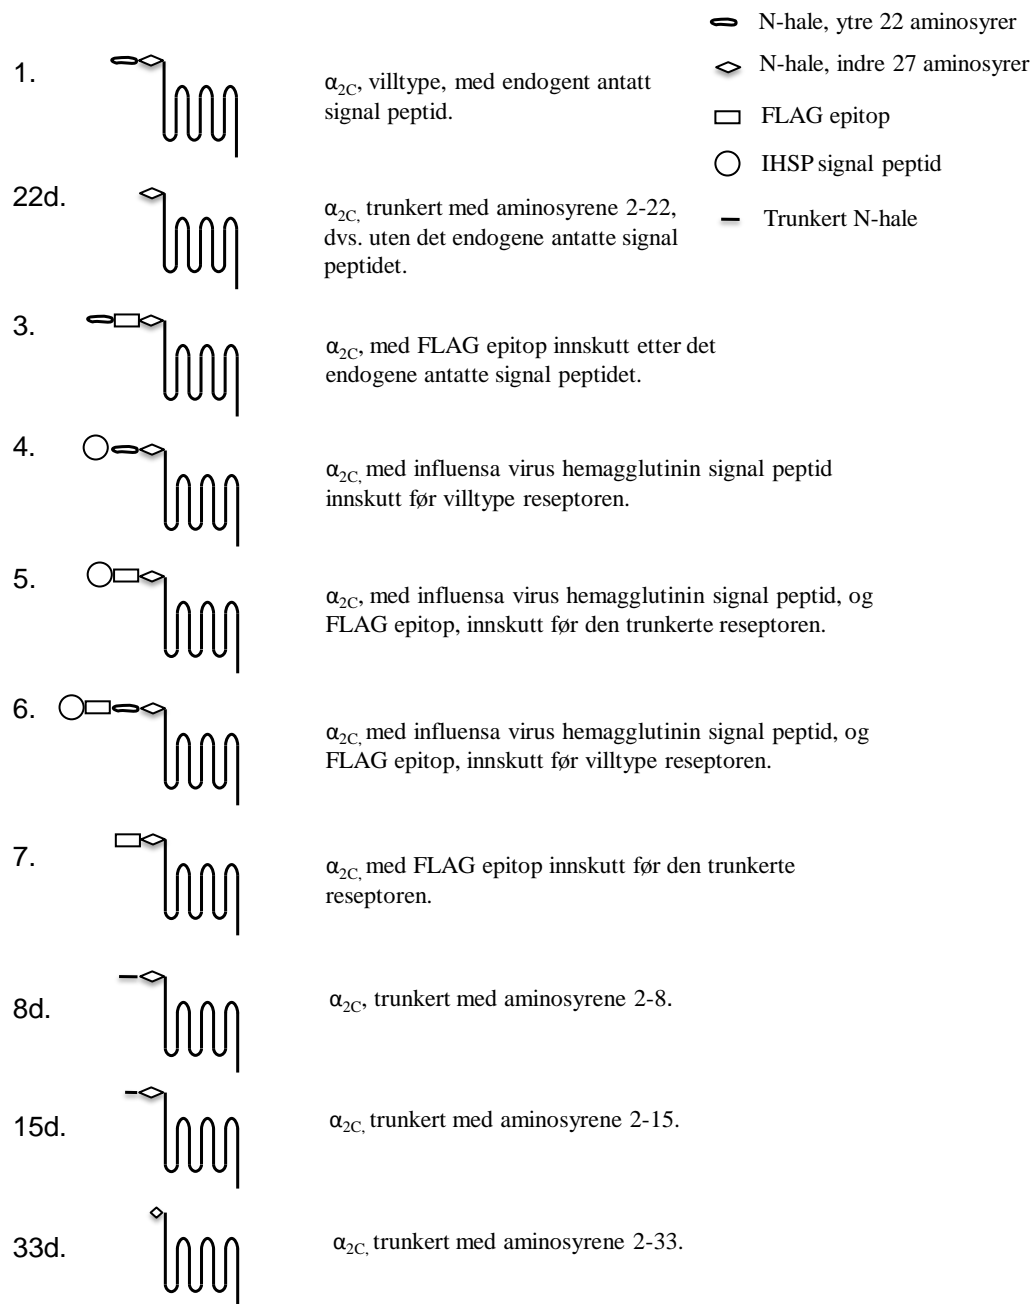 N-hale, ytre 22 aminosyrer
N-hale, indre 27 aminosyrer
FLAG epitop
IHSP signal peptid
Trunkert N-hale
1.
α2C, villtype, med endogent antatt
signal peptid.
22d.
α2C, trunkert med aminosyrene 2-22,
dvs. uten det endogene antatte signal
peptidet.
3.
α2C, med FLAG epitop innskutt etter det
endogene antatte signal peptidet.
4.
α2C, med influensa virus hemagglutinin signal peptid
innskutt før villtype reseptoren.
5.
α2C, med influensa virus hemagglutinin signal peptid, og
FLAG epitop, innskutt før den trunkerte reseptoren.
6.
α2C, med influensa virus hemagglutinin signal peptid, og
FLAG epitop, innskutt før villtype reseptoren.
7.
α2C, med FLAG epitop innskutt før den trunkerte
reseptoren.
8d.
α2C, trunkert med aminosyrene 2-8.
15d.
α2C, trunkert med aminosyrene 2-15.
33d.
α2C, trunkert med aminosyrene 2-33.